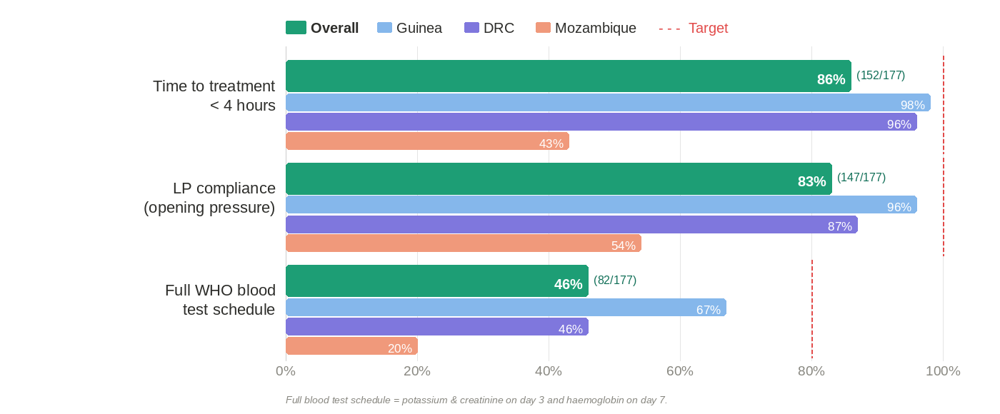 Overall Guinea DRC Mozambique --- Target
Time to treatment
< 4 hours
86% (152/177)
98%
96%
43%
LP compliance
(opening pressure)
83% (147/177)
96%
87%
54%
Full WHO blood
test schedule
46% (82/177)
67%
46%
20%
0% 20% 40% 60% 80% 100%
Full blood test schedule = potassium & creatinine on day 3 and haemoglobin on day 7.